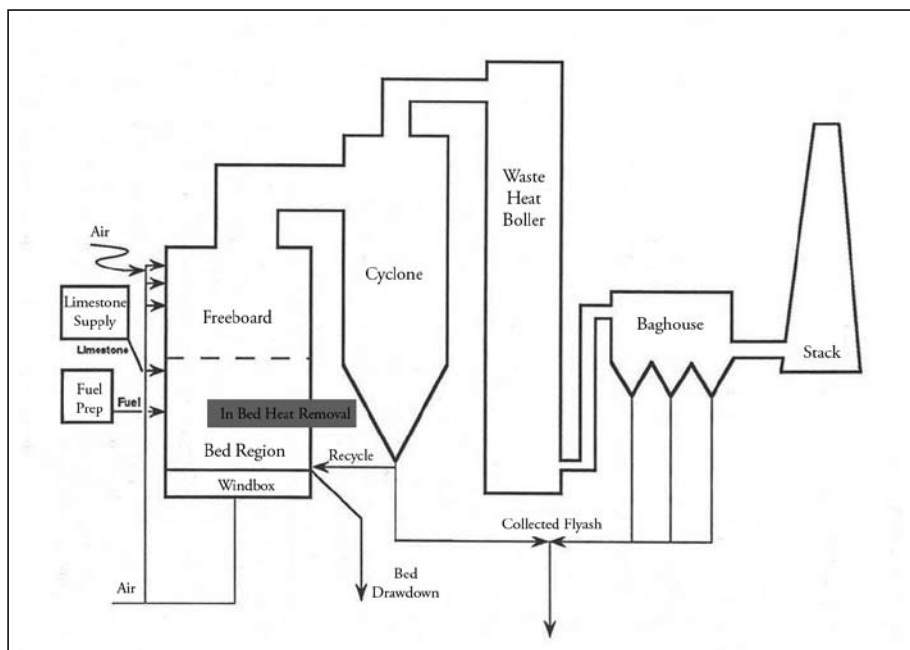 Waste
Heat
Boller
Air
Cyclone
Limestone
Supply
Freeboard
Baghouse
Stack
Limestone
Fuel
Prep
Fuel
In Bed Heat Removal
Bed Region
Recycle
Windbox
Collected Flyash
Bed
Drawdown
Air